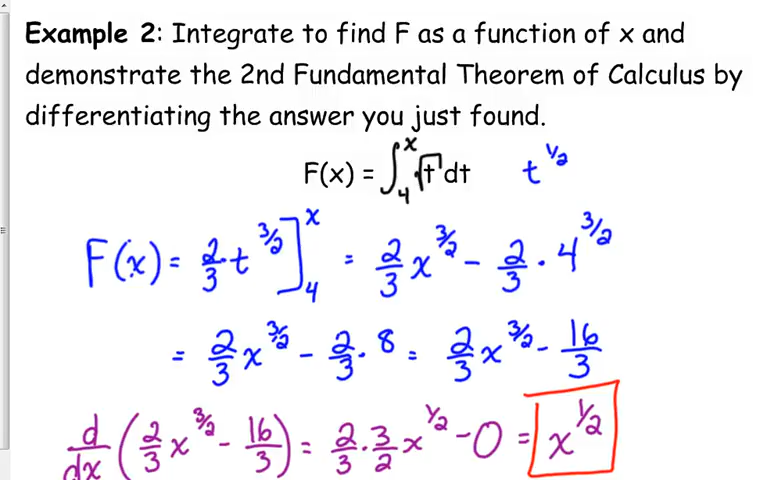 Example 2: Integrate to find F as a function of x and
demonstrate the 2nd Fundamental Theorem of Calculus by
differentiating the answer you just found.
F(x) = ∫₄ˣ √t dt    t^(1/2)
F(x) = 2/3 t^(3/2) ]₄ˣ = 2/3 x^(3/2) - 2/3 · 4^(3/2)
= 2/3 x^(3/2) - 2/3 · 8 = 2/3 x^(3/2) - 16/3
d/dx (2/3 x^(3/2) - 16/3) = 2/3 · 3/2 x^(1/2) - 0 = x^(1/2)